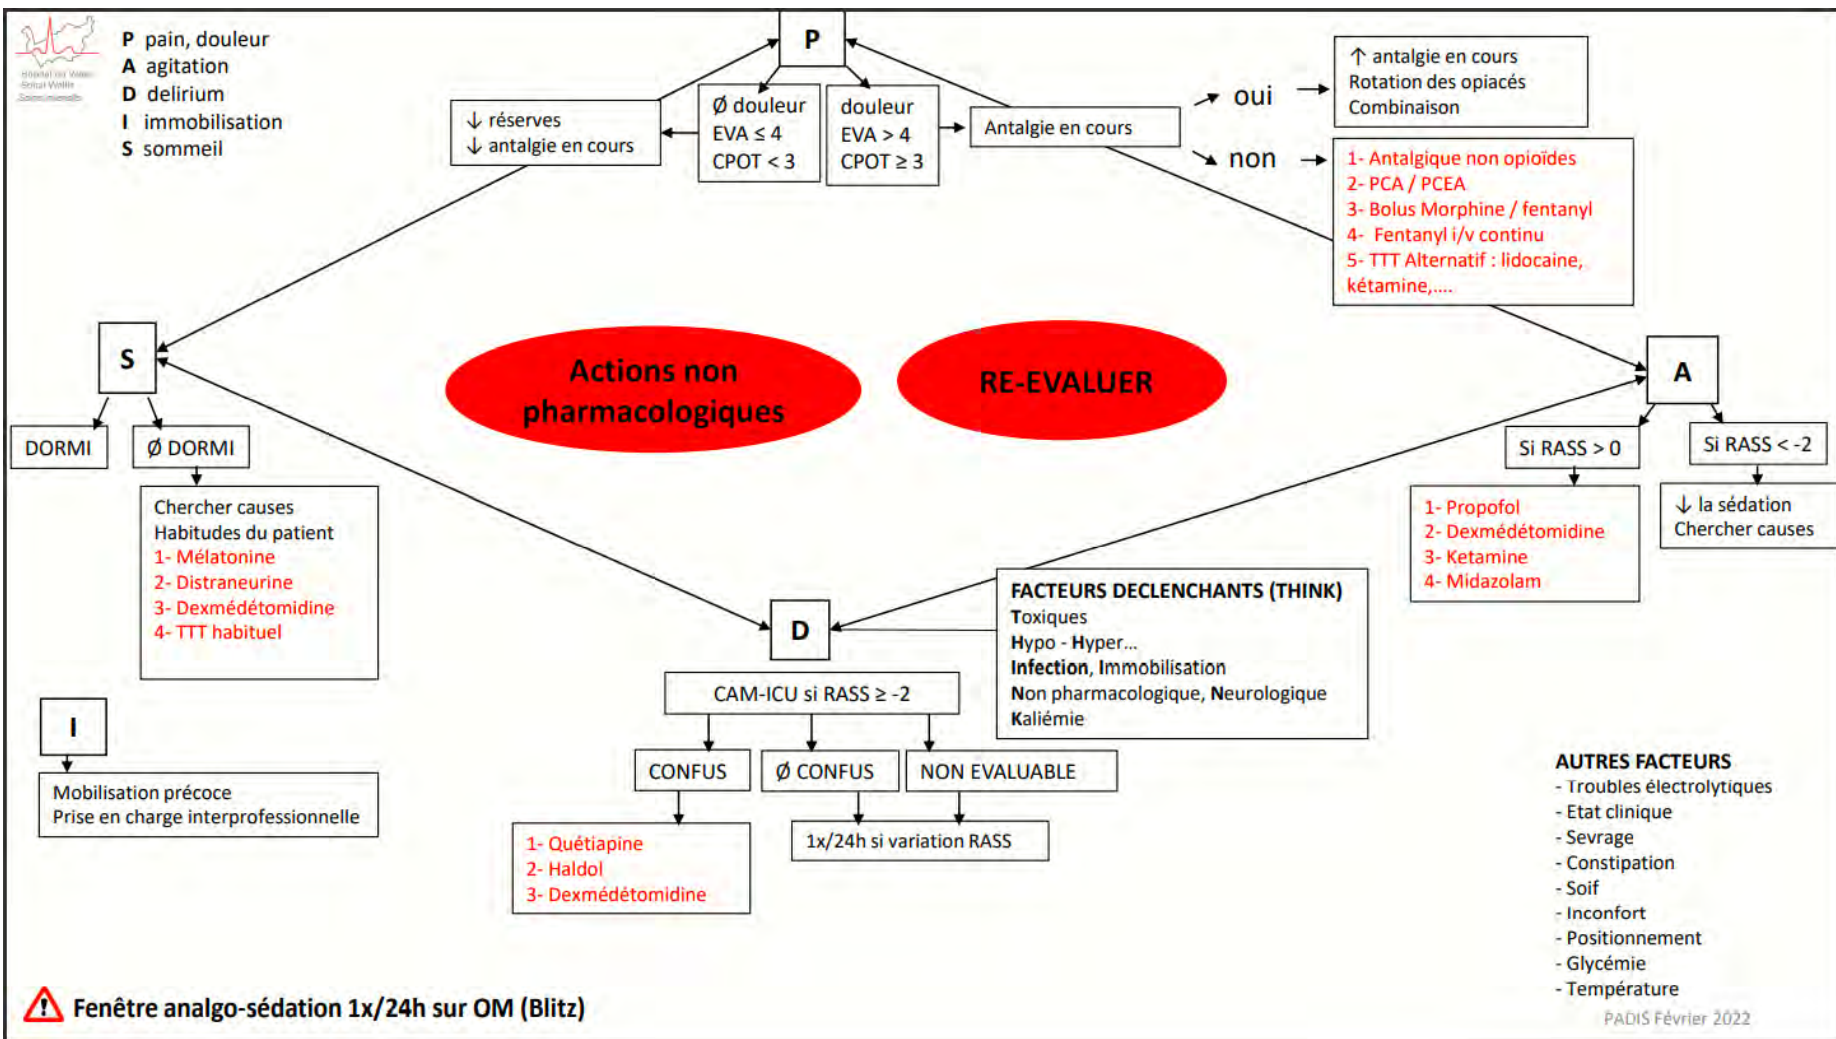 Hôpital du Valais
Spital Wallis
Soins intensifs
P pain, douleur
A agitation
D delirium
I immobilisation
S sommeil
P
↓ réserves
↓ antalgie en cours
Ø douleur
EVA ≤ 4
CPOT < 3
douleur
EVA > 4
CPOT ≥ 3
Antalgie en cours
oui
non
↑ antalgie en cours
Rotation des opiacés
Combinaison
1- Antalgique non opioïdes
2- PCA / PCEA
3- Bolus Morphine / fentanyl
4- Fentanyl i/v continu
5- TTT Alternatif : lidocaine,
kétamine,....
S
Actions non
pharmacologiques
RE-EVALUER
A
DORMI
Ø DORMI
Chercher causes
Habitudes du patient
1- Mélatonine
2- Distraneurine
3- Dexmédétomidine
4- TTT habituel
Si RASS > 0
Si RASS < -2
1- Propofol
2- Dexmédétomidine
3- Ketamine
4- Midazolam
↓ la sédation
Chercher causes
D
FACTEURS DECLENCHANTS (THINK)
Toxiques
Hypo - Hyper...
Infection, Immobilisation
Non pharmacologique, Neurologique
Kaliémie
CAM-ICU si RASS ≥ -2
CONFUS
Ø CONFUS
NON EVALUABLE
1- Quétiapine
2- Haldol
3- Dexmédétomidine
1x/24h si variation RASS
I
Mobilisation précoce
Prise en charge interprofessionnelle
AUTRES FACTEURS
- Troubles électrolytiques
- Etat clinique
- Sevrage
- Constipation
- Soif
- Inconfort
- Positionnement
- Glycémie
- Température
Fenêtre analgo-sédation 1x/24h sur OM (Blitz)
PADIS Février 2022